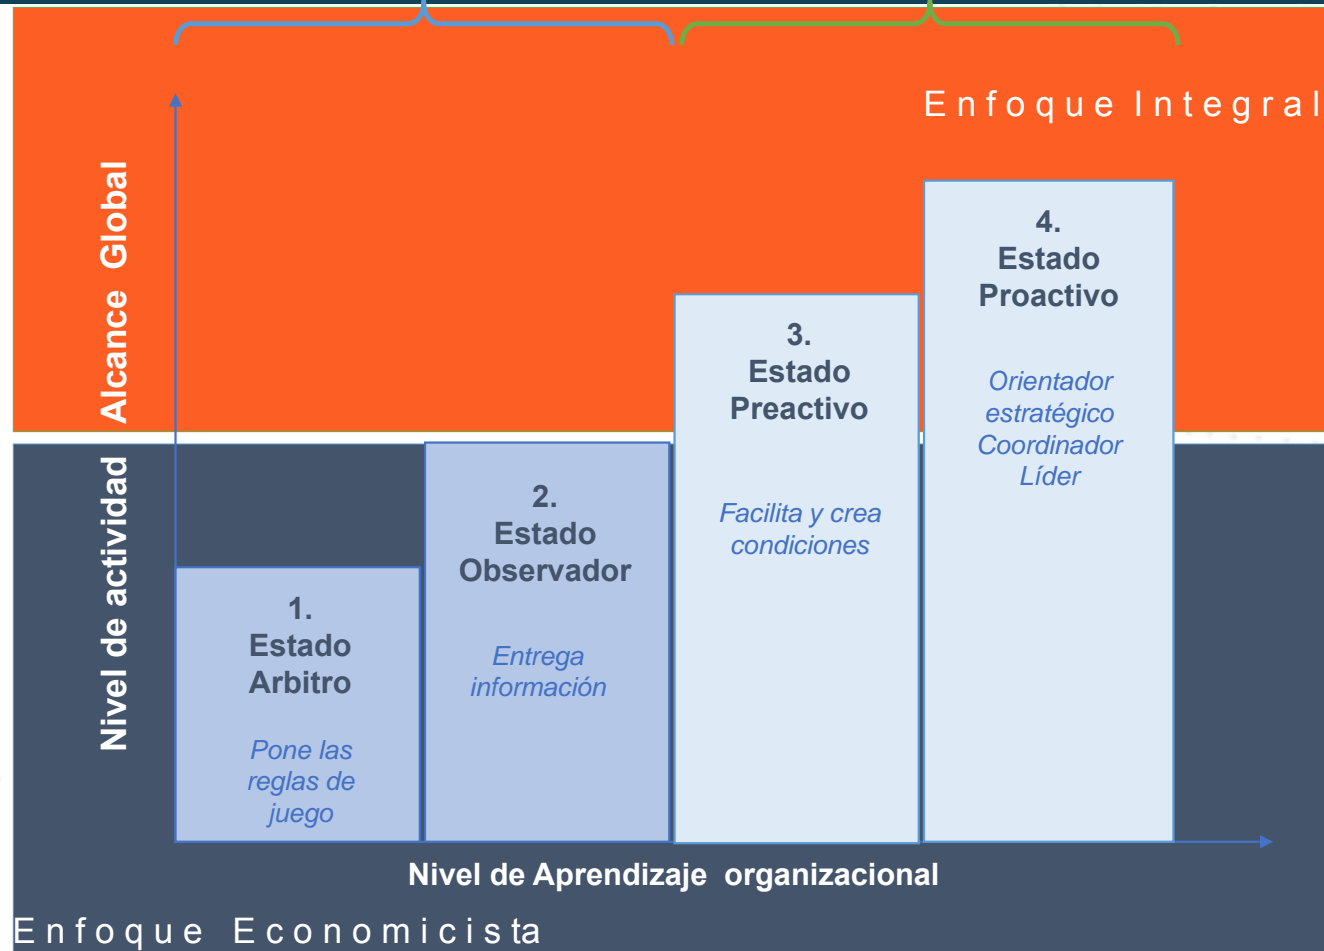 Enfoque Integral
Alcance Global
Nivel de actividad
1.
Estado
Arbitro
Pone las
reglas de
juego
2.
Estado
Observador
Entrega
información
3.
Estado
Preactivo
Facilita y crea
condiciones
4.
Estado
Proactivo
Orientador
estratégico
Coordinador
Líder
Nivel de Aprendizaje organizacional
Enfoque Economicista